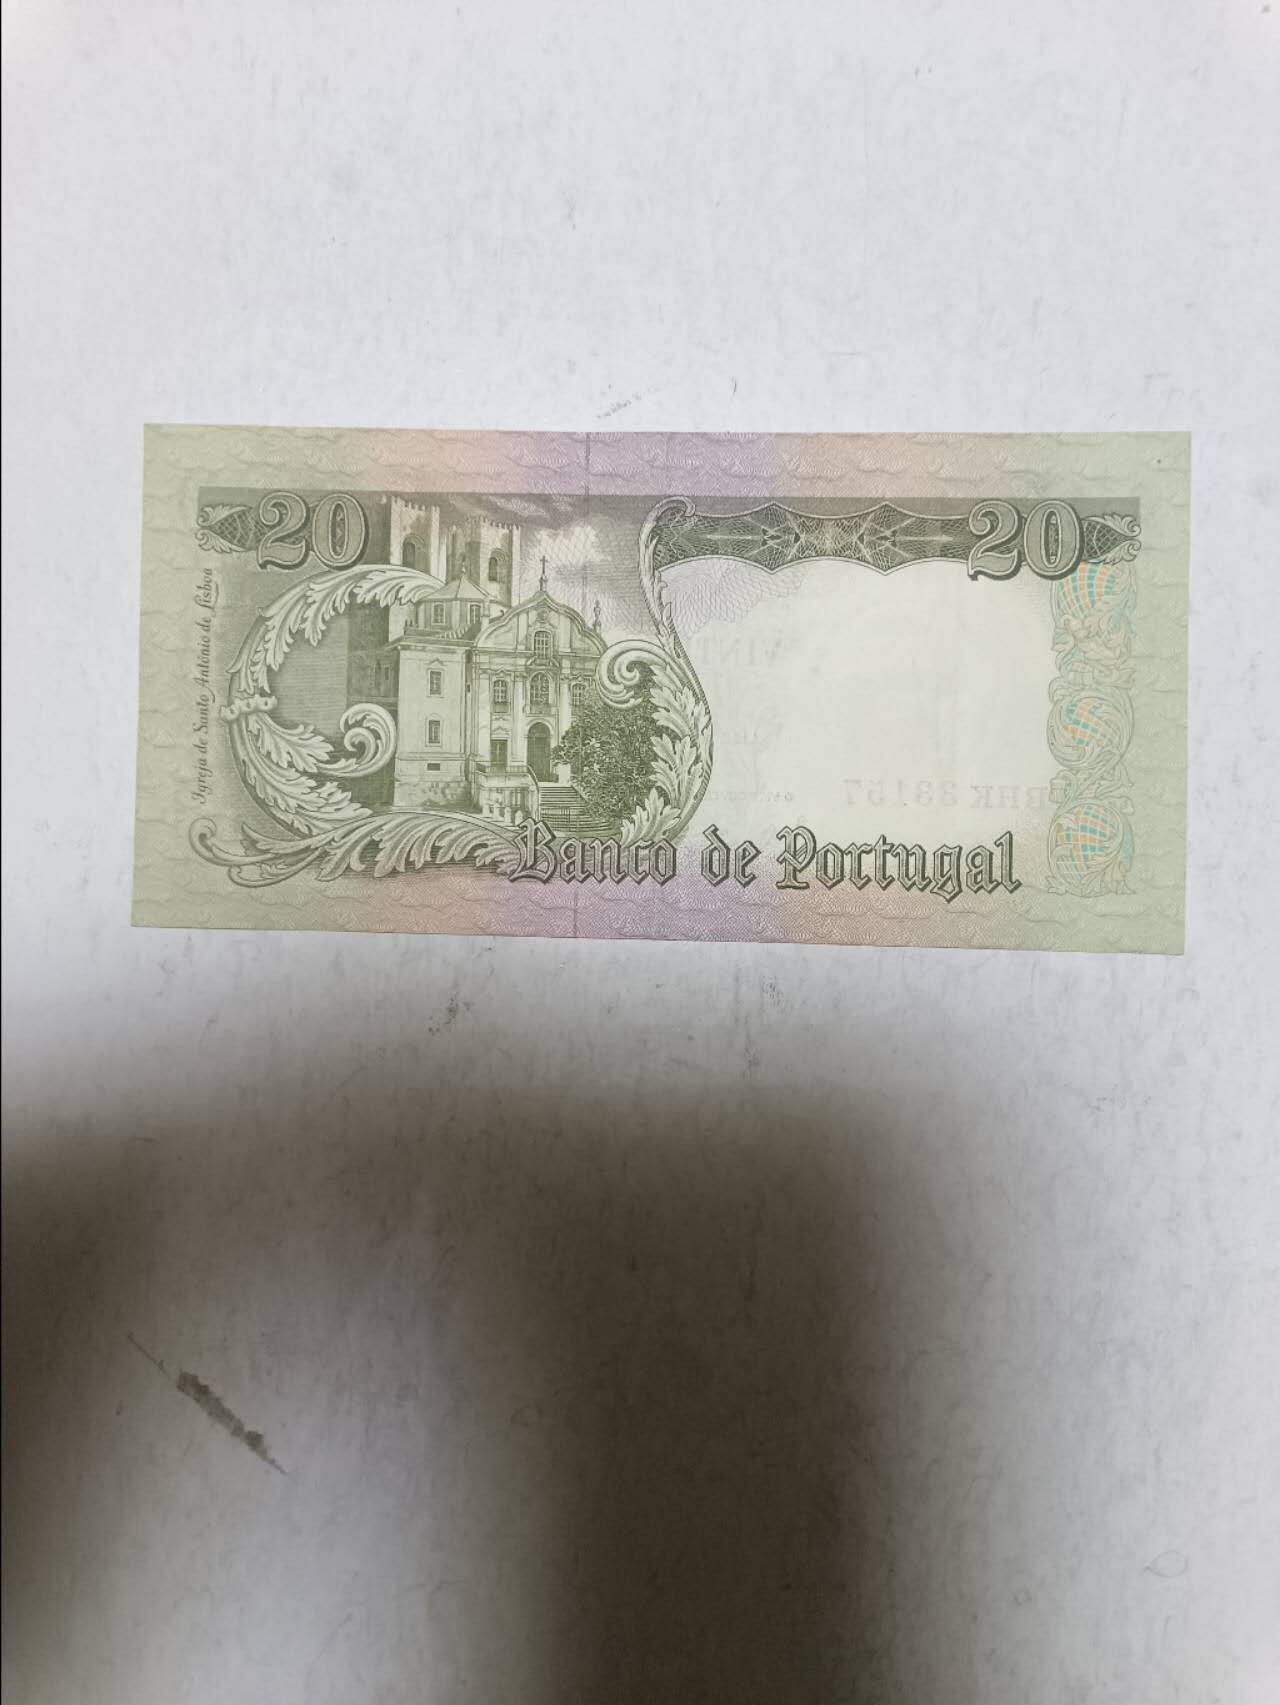 20
20
Igreja de Santo António de Lisboa
Banco de Portugal